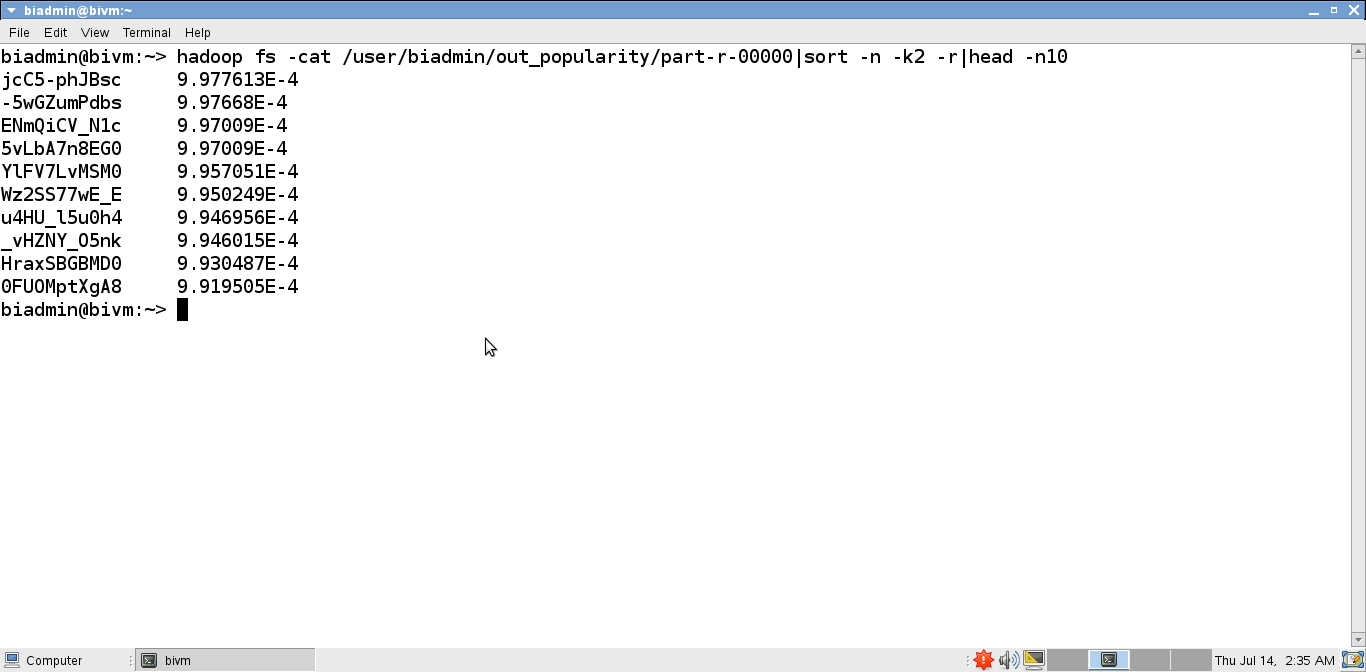 biadmin@bivm:~
File Edit View Terminal Help
biadmin@bivm:~> hadoop fs -cat /user/biadmin/out_popularity/part-r-00000|sort -n -k2 -r|head -n10
jcC5-phJBsc 9.977613E-4
-5wGZumPdbs 9.97668E-4
ENmQiCV_N1c 9.97009E-4
5vLbA7n8EG0 9.97009E-4
YlFV7LvMSM0 9.957051E-4
Wz2SS77wE_E 9.950249E-4
u4HU_l5u0h4 9.946956E-4
_vHZNY_O5nk 9.946015E-4
HraxSBGBMD0 9.930487E-4
0FUOMptXgA8 9.919505E-4
biadmin@bivm:~>
Computer bivm Thu Jul 14, 2:35 AM